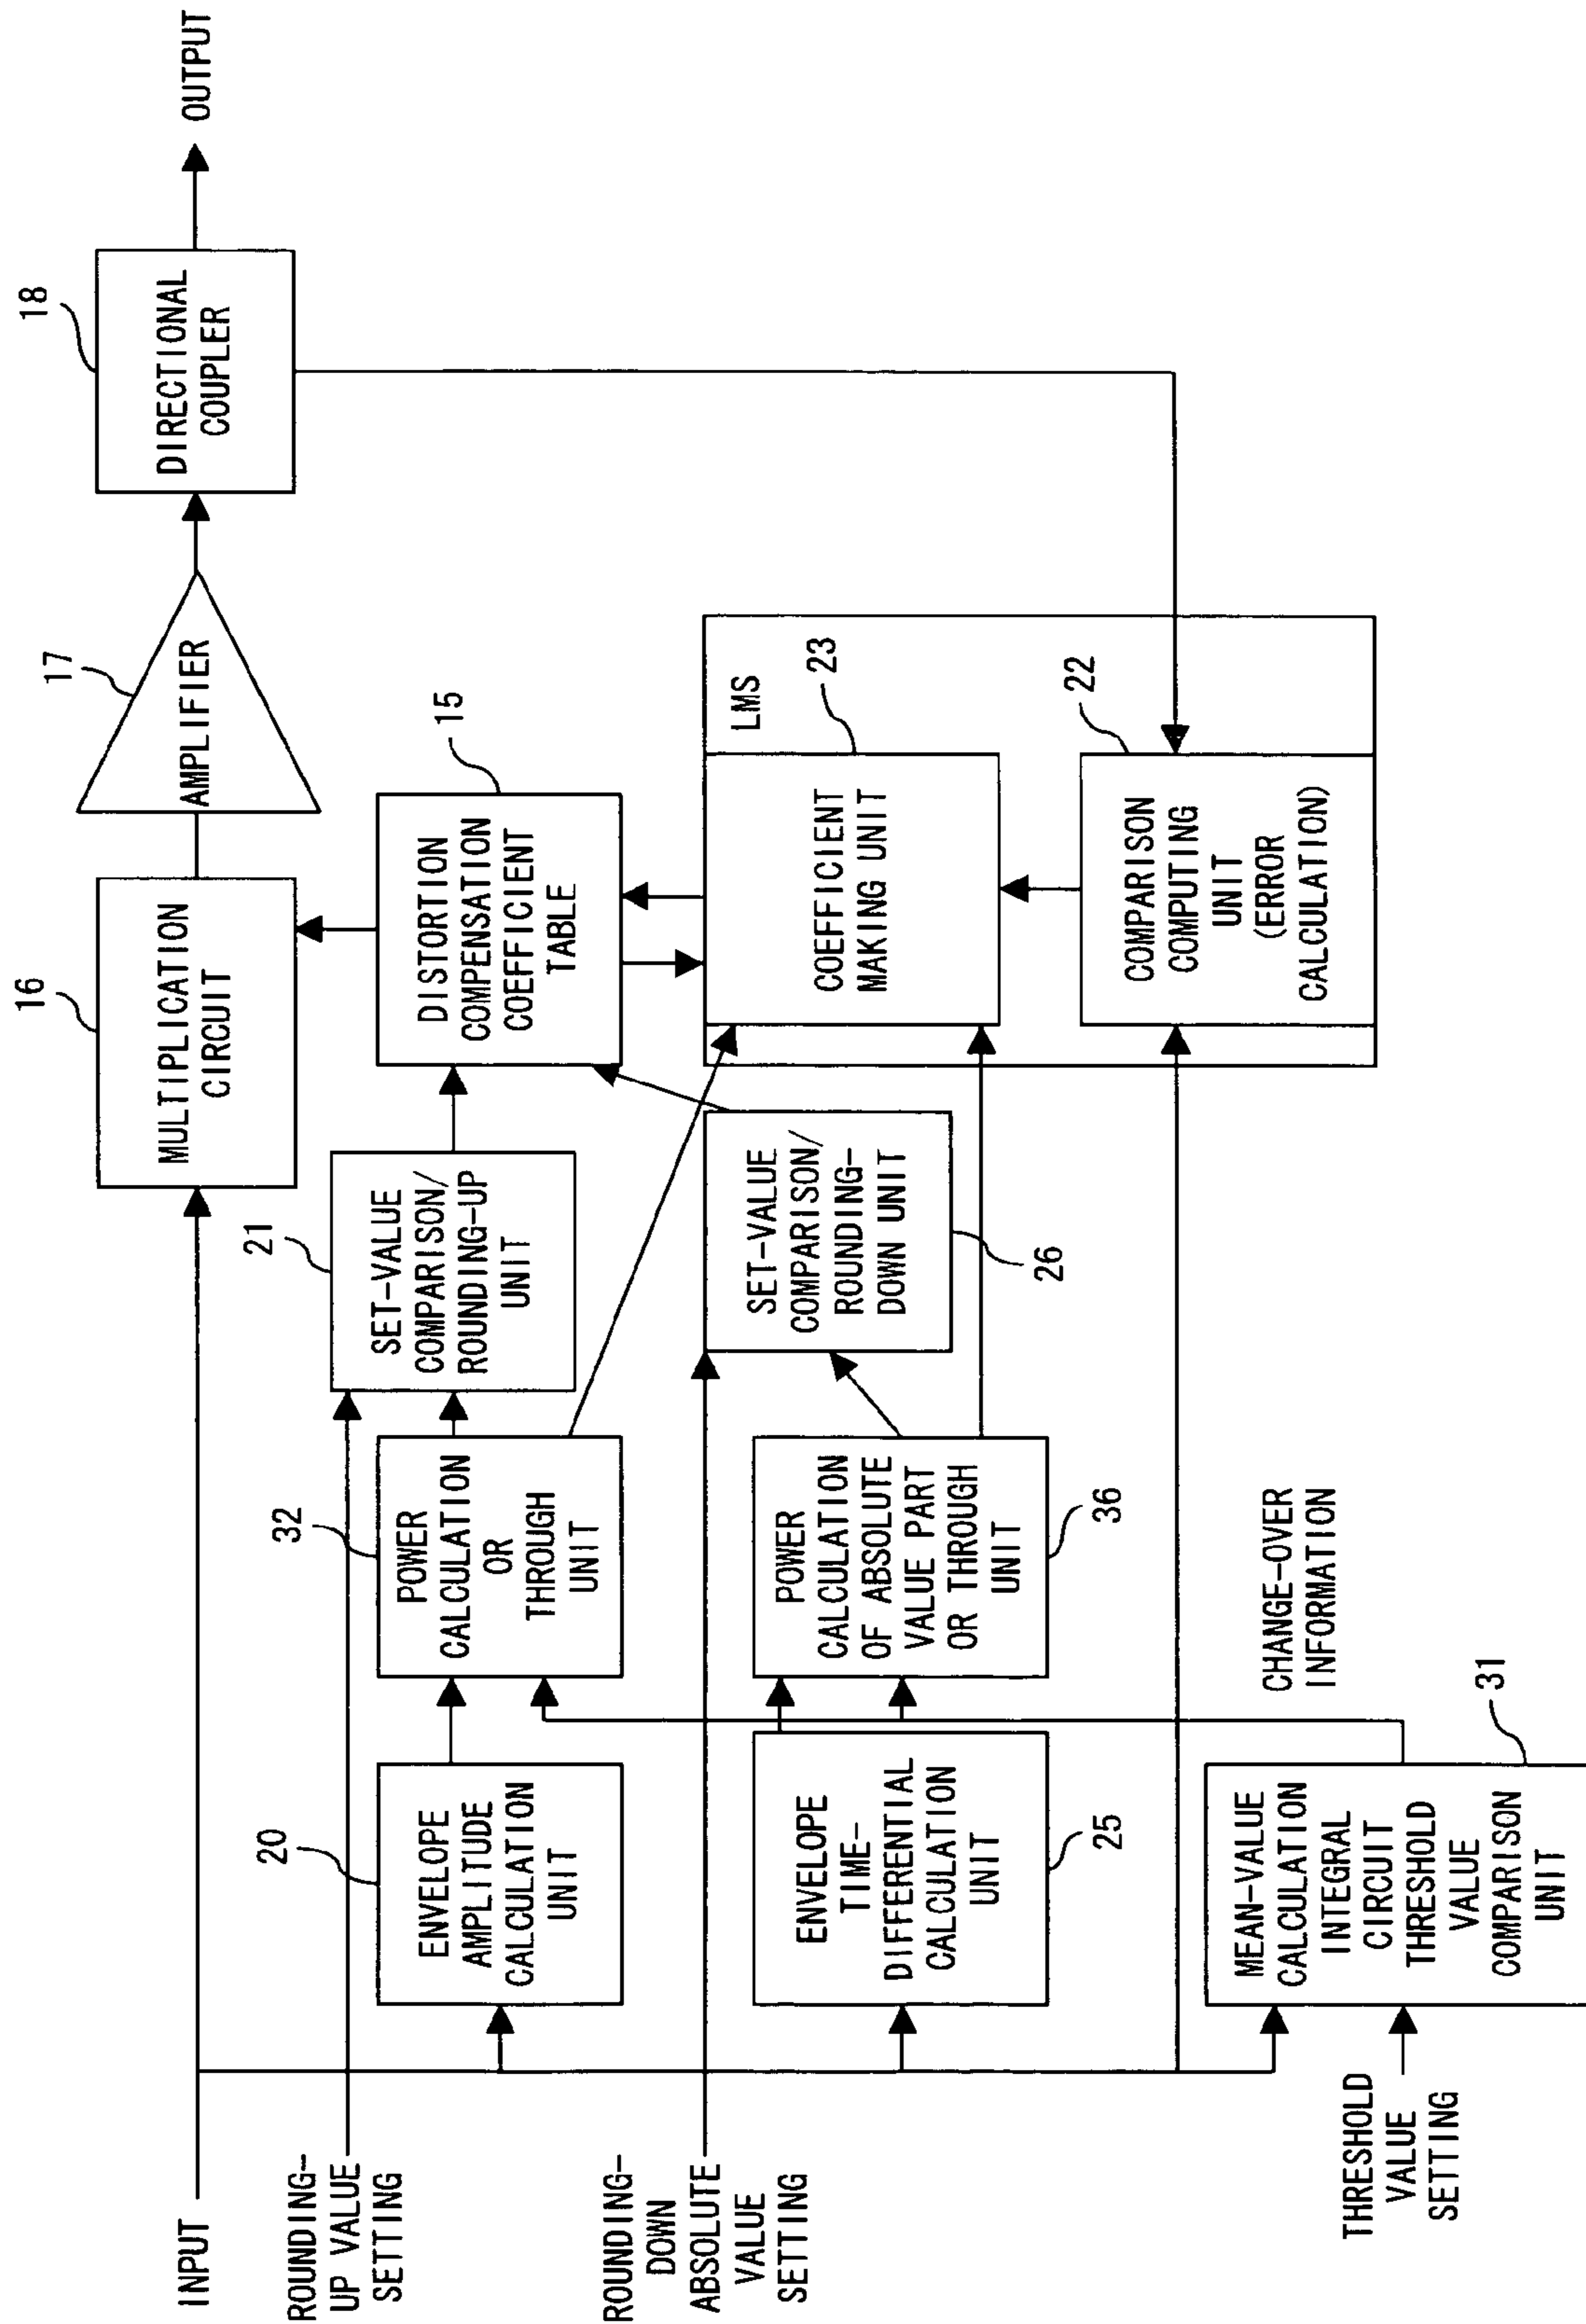 INPUT
16
MULTIPLICATION
CIRCUIT
17
AMPLIFIER
18
DIRECTIONAL
COUPLER
OUTPUT
ROUNDING-
UP VALUE
SETTING
20
ENVELOPE
AMPLITUDE
CALCULATION
UNIT
32
POWER
CALCULATION
OR
THROUGH
UNIT
21
SET-VALUE
COMPARISON/
ROUNDING-UP
UNIT
15
DISTORTION
COMPENSATION
COEFFICIENT
TABLE
ROUNDING-
DOWN
ABSOLUTE
VALUE
SETTING
ENVELOPE
TIME-
DIFFERENTIAL
CALCULATION
UNIT
25
POWER
CALCULATION
OF ABSOLUTE
VALUE PART
OR THROUGH
UNIT
36
SET-VALUE
COMPARISON/
ROUNDING-
DOWN UNIT
26
LMS
23
COEFFICIENT
MAKING UNIT
22
COMPARISON
COMPUTING
UNIT
(ERROR
CALCULATION)
CHANGE-OVER
INFORMATION
THRESHOLD
VALUE
SETTING
MEAN-VALUE
CALCULATION
INTEGRAL
CIRCUIT
THRESHOLD
VALUE
COMPARISON
UNIT
31